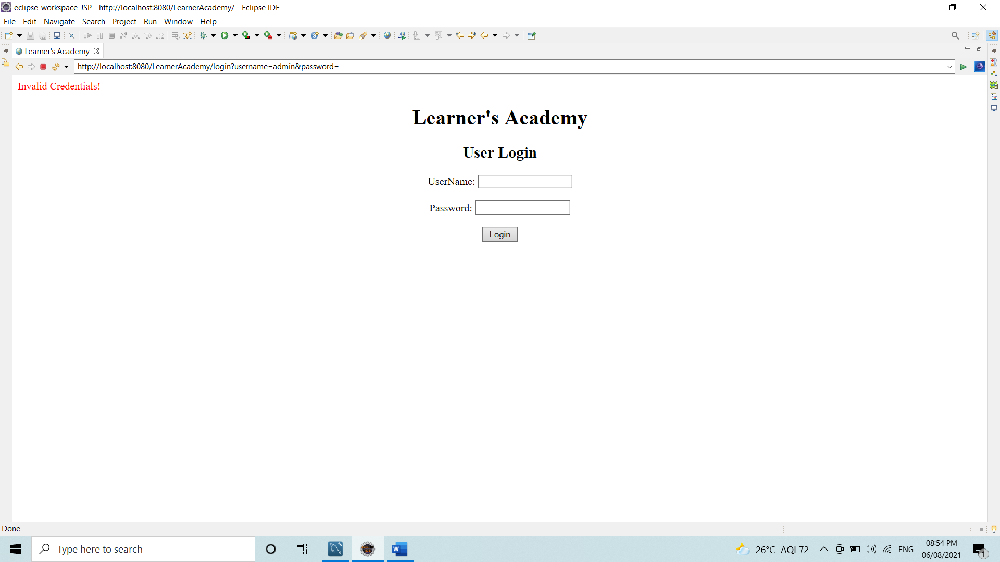 eclipse-workspace-JSP - http://localhost:8080/LearnerAcademy/ - Eclipse IDE
File Edit Navigate Search Project Run Window Help
Learner's Academy
http://localhost:8080/LearnerAcademy/login?username=admin&password=
Invalid Credentials!
Learner's Academy
User Login
UserName:
Password:
Login
Done
Type here to search
26°C AQI 72
ENG
08:54 PM
06/08/2021
1